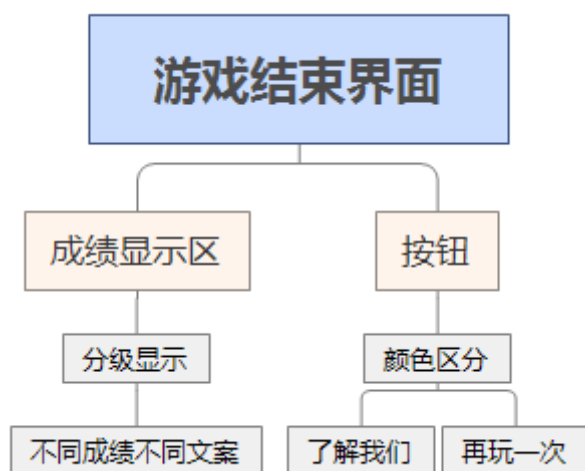 游戏结束界面
成绩显示区
按钮
分级显示
颜色区分
不同成绩不同文案
了解我们
再玩一次